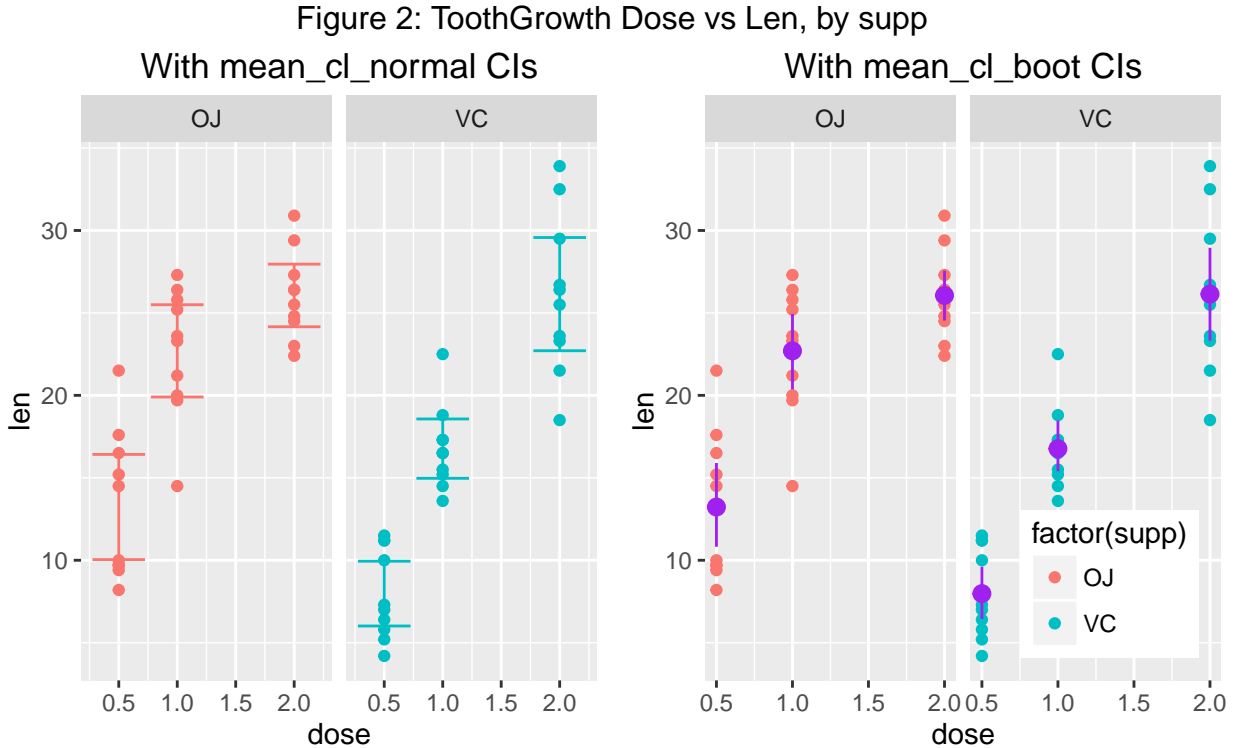 Figure 2: ToothGrowth Dose vs Len, by supp
With mean_cl_normal CIs
With mean_cl_boot CIs
OJ
VC
OJ
VC
len
30
20
10
len
30
20
10
factor(supp)
OJ
VC
0.5 1.0 1.5 2.0
0.5 1.0 1.5 2.0
0.5 1.0 1.5 2.0
0.5 1.0 1.5 2.0
dose
dose